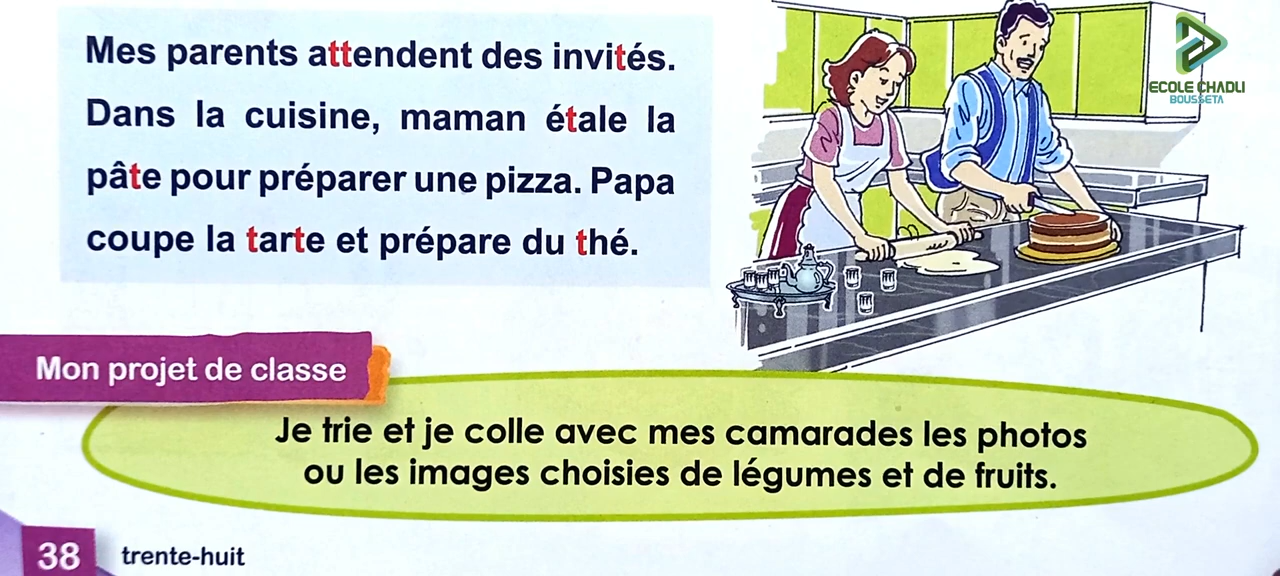 Mes parents attendent des invités.
Dans la cuisine, maman étale la
pâte pour préparer une pizza. Papa
coupe la tarte et prépare du thé.
ECOLE CHADLI
BOUSSETA
Mon projet de classe
Je trie et je colle avec mes camarades les photos
ou les images choisies de légumes et de fruits.
38 trente-huit